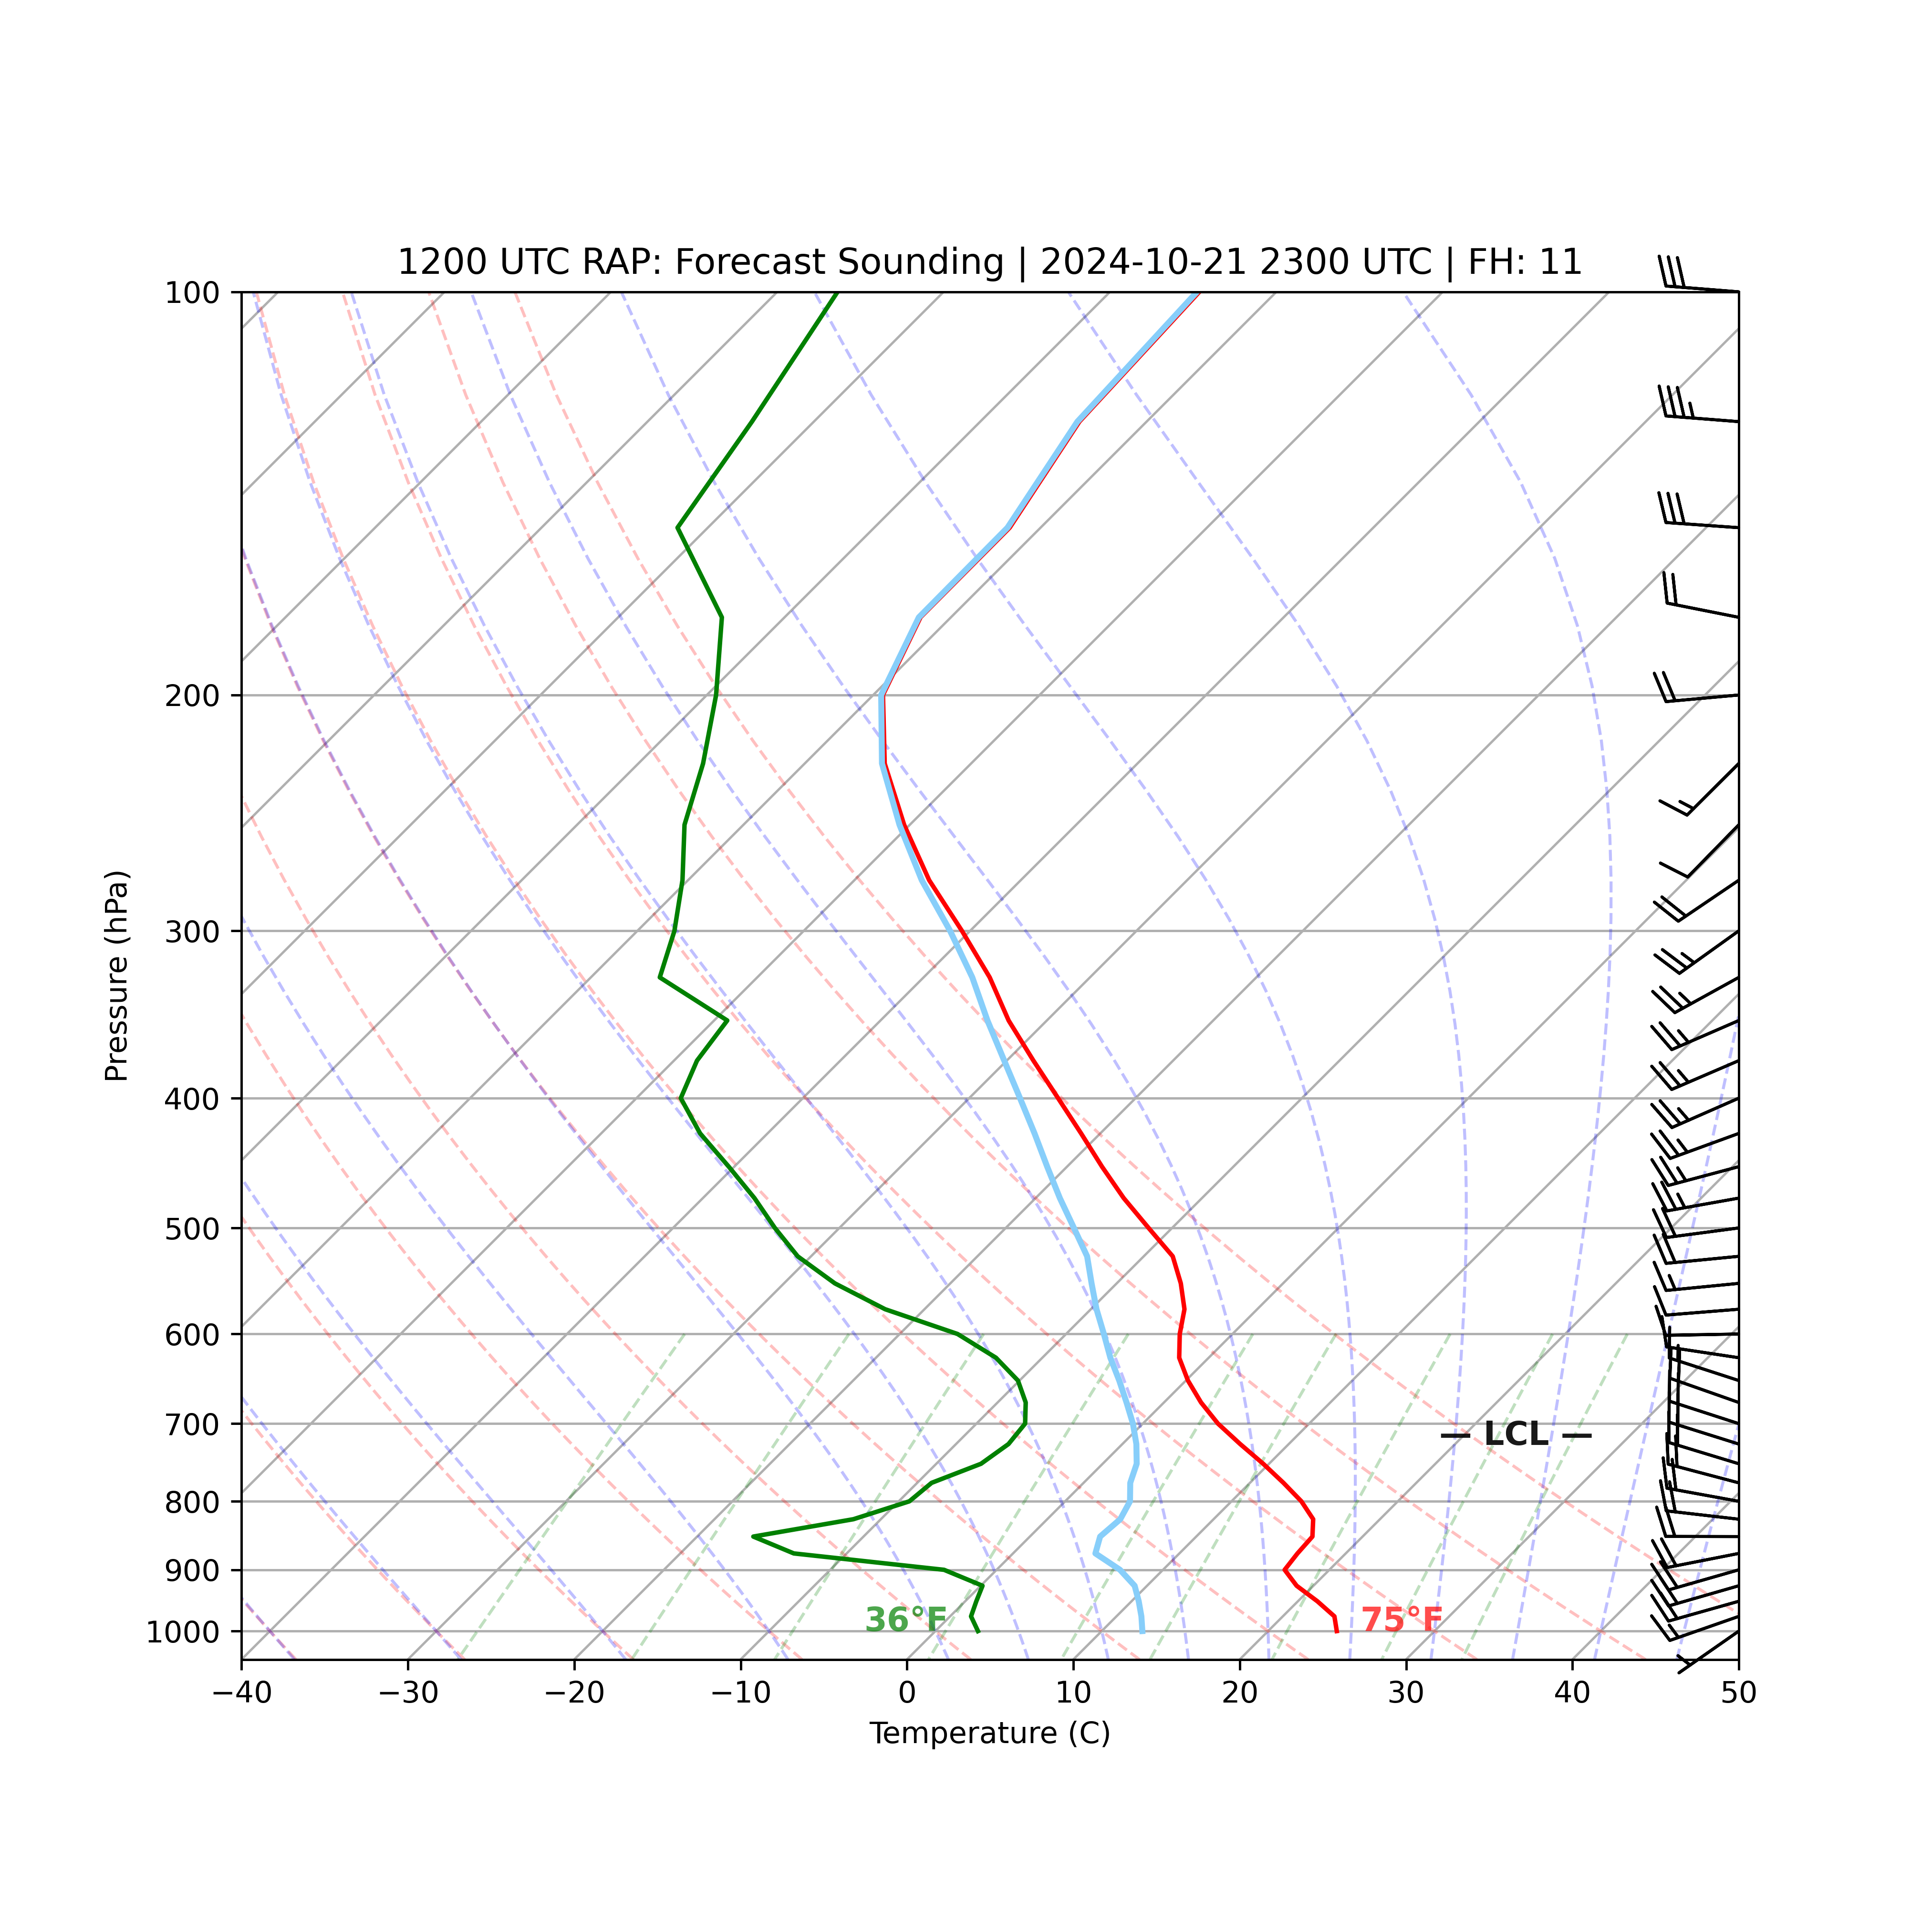 1200 UTC RAP: Forecast Sounding | 2024-10-21 2300 UTC | FH: 11
100
200
300
400
500
600
700
800
900
1000
Pressure (hPa)
— LCL —
36°F
75°F
−40 −30 −20 −10 0 10 20 30 40 50
Temperature (C)